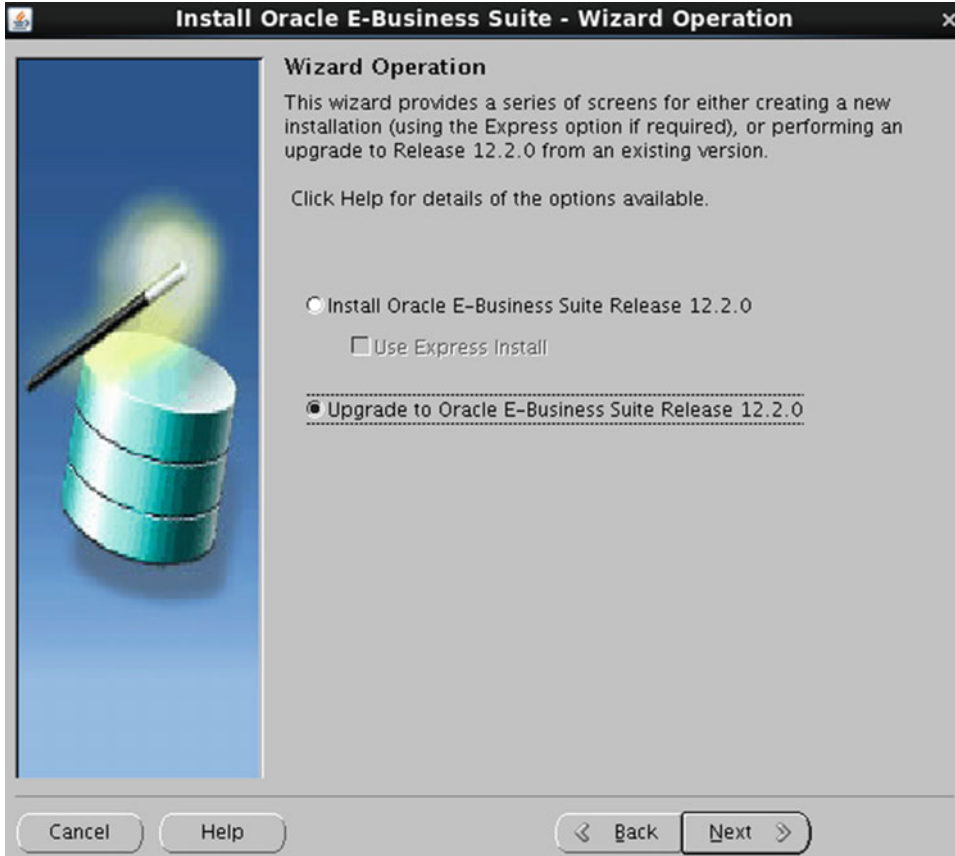 Install Oracle E-Business Suite - Wizard Operation
Wizard Operation
This wizard provides a series of screens for either creating a new
installation (using the Express option if required), or performing an
upgrade to Release 12.2.0 from an existing version.
Click Help for details of the options available.
Install Oracle E-Business Suite Release 12.2.0
Use Express Install
Upgrade to Oracle E-Business Suite Release 12.2.0
Cancel Help Back Next